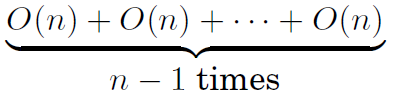 O(n) + O(n) + ··· + O(n)
n − 1 times